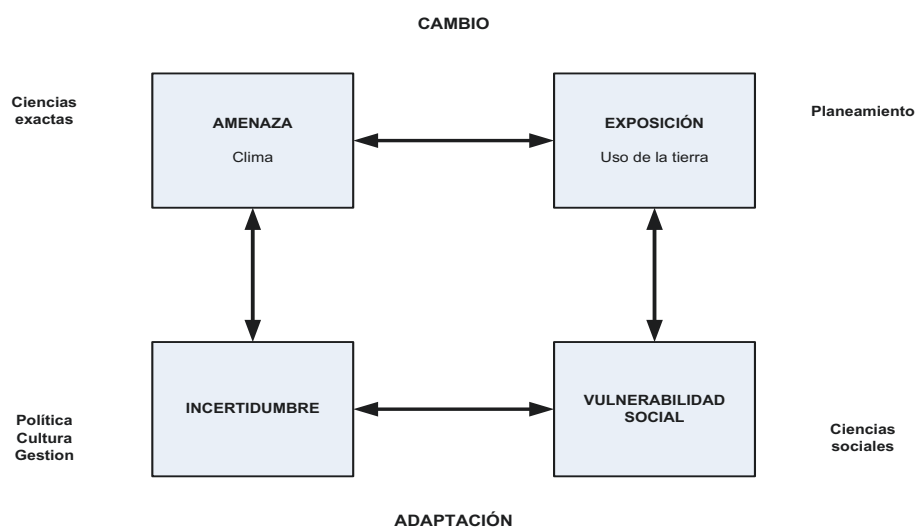 CAMBIO
Ciencias
exactas
AMENAZA
Clima
EXPOSICIÓN
Uso de la tierra
Planeamiento
Política
Cultura
Gestion
INCERTIDUMBRE
VULNERABILIDAD
SOCIAL
Ciencias
sociales
ADAPTACIÓN